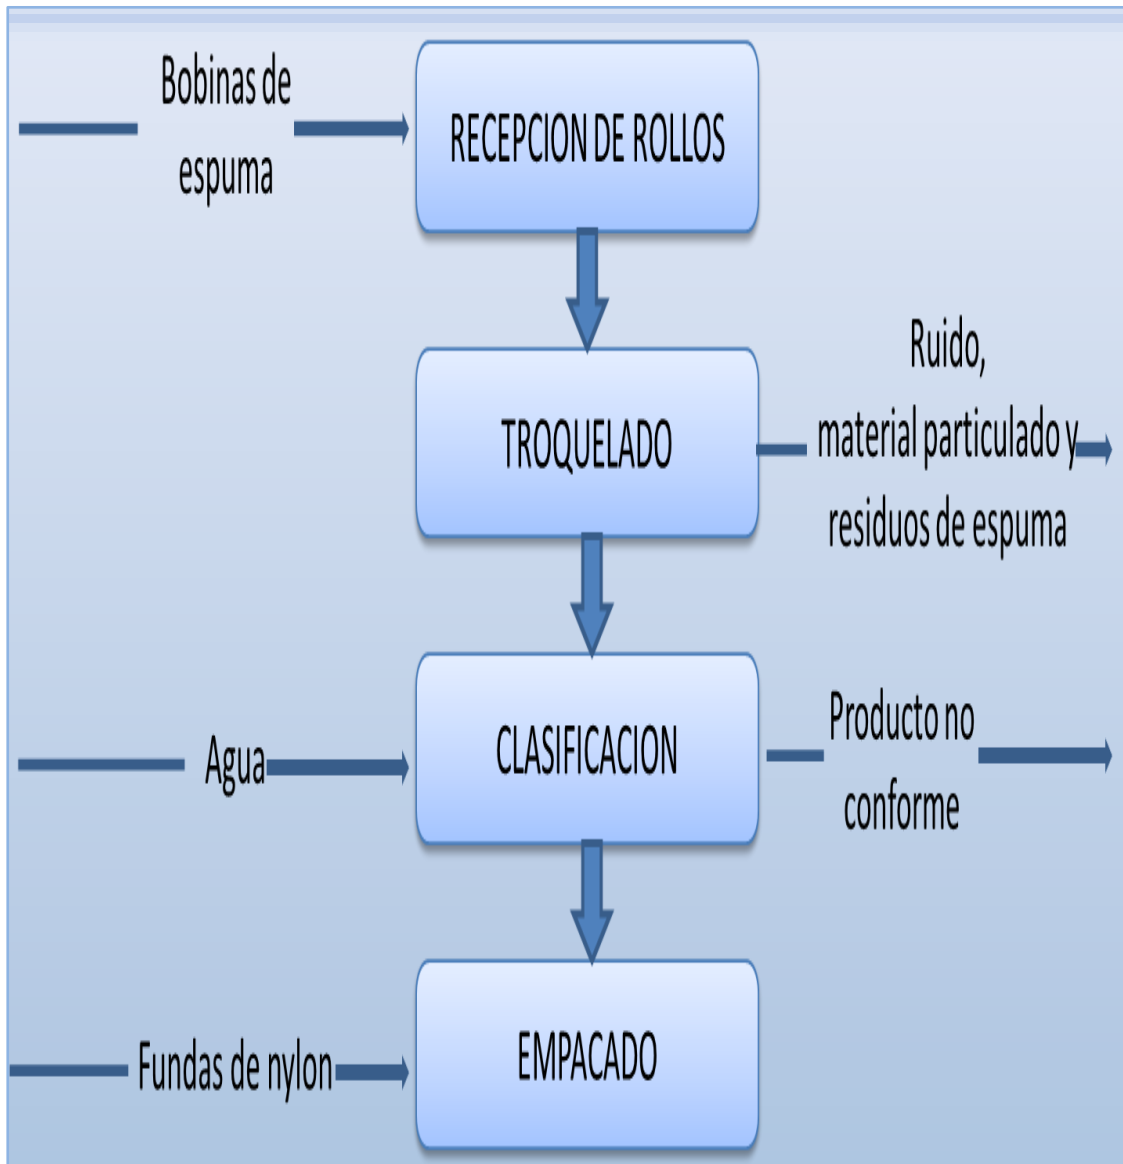 Bobinas de
espuma
RECEPCION DE ROLLOS
TROQUELADO
Ruido,
material particulado y
residuos de espuma
Agua
CLASIFICACION
Producto no
conforme
Fundas de nylon
EMPACADO